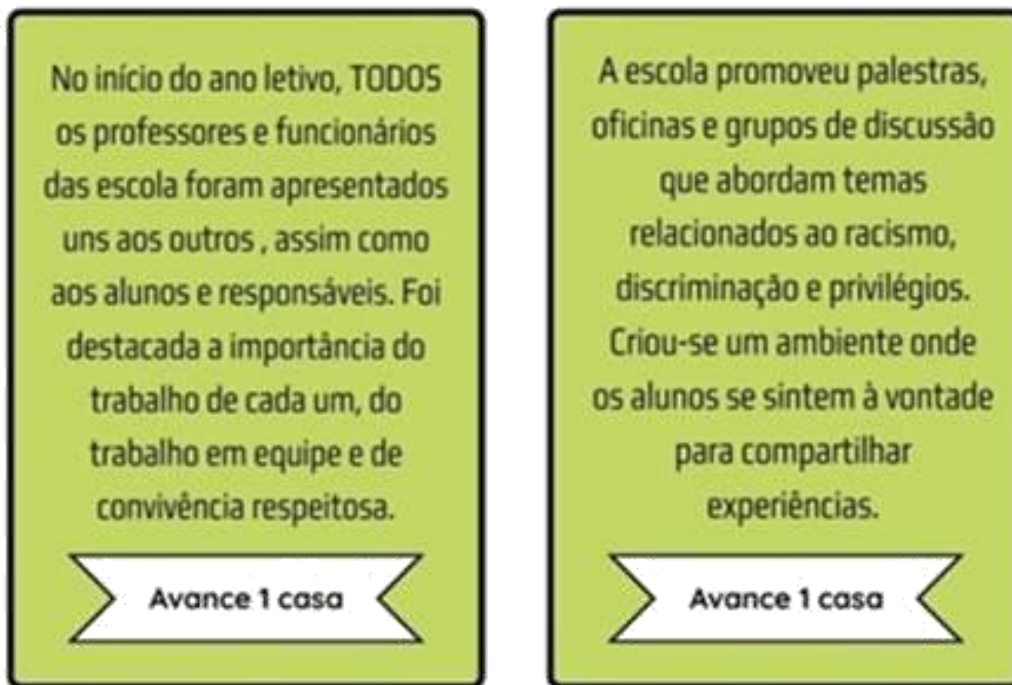 No início do ano letivo, TODOS
os professores e funcionários
das escola foram apresentados
uns aos outros , assim como
aos alunos e responsáveis. Foi
destacada a importância do
trabalho de cada um, do
trabalho em equipe e de
convivência respeitosa.
Avance 1 casa
A escola promoveu palestras,
oficinas e grupos de discussão
que abordam temas
relacionados ao racismo,
discriminação e privilégios.
Criou-se um ambiente onde
os alunos se sintem à vontade
para compartilhar
experiências.
Avance 1 casa